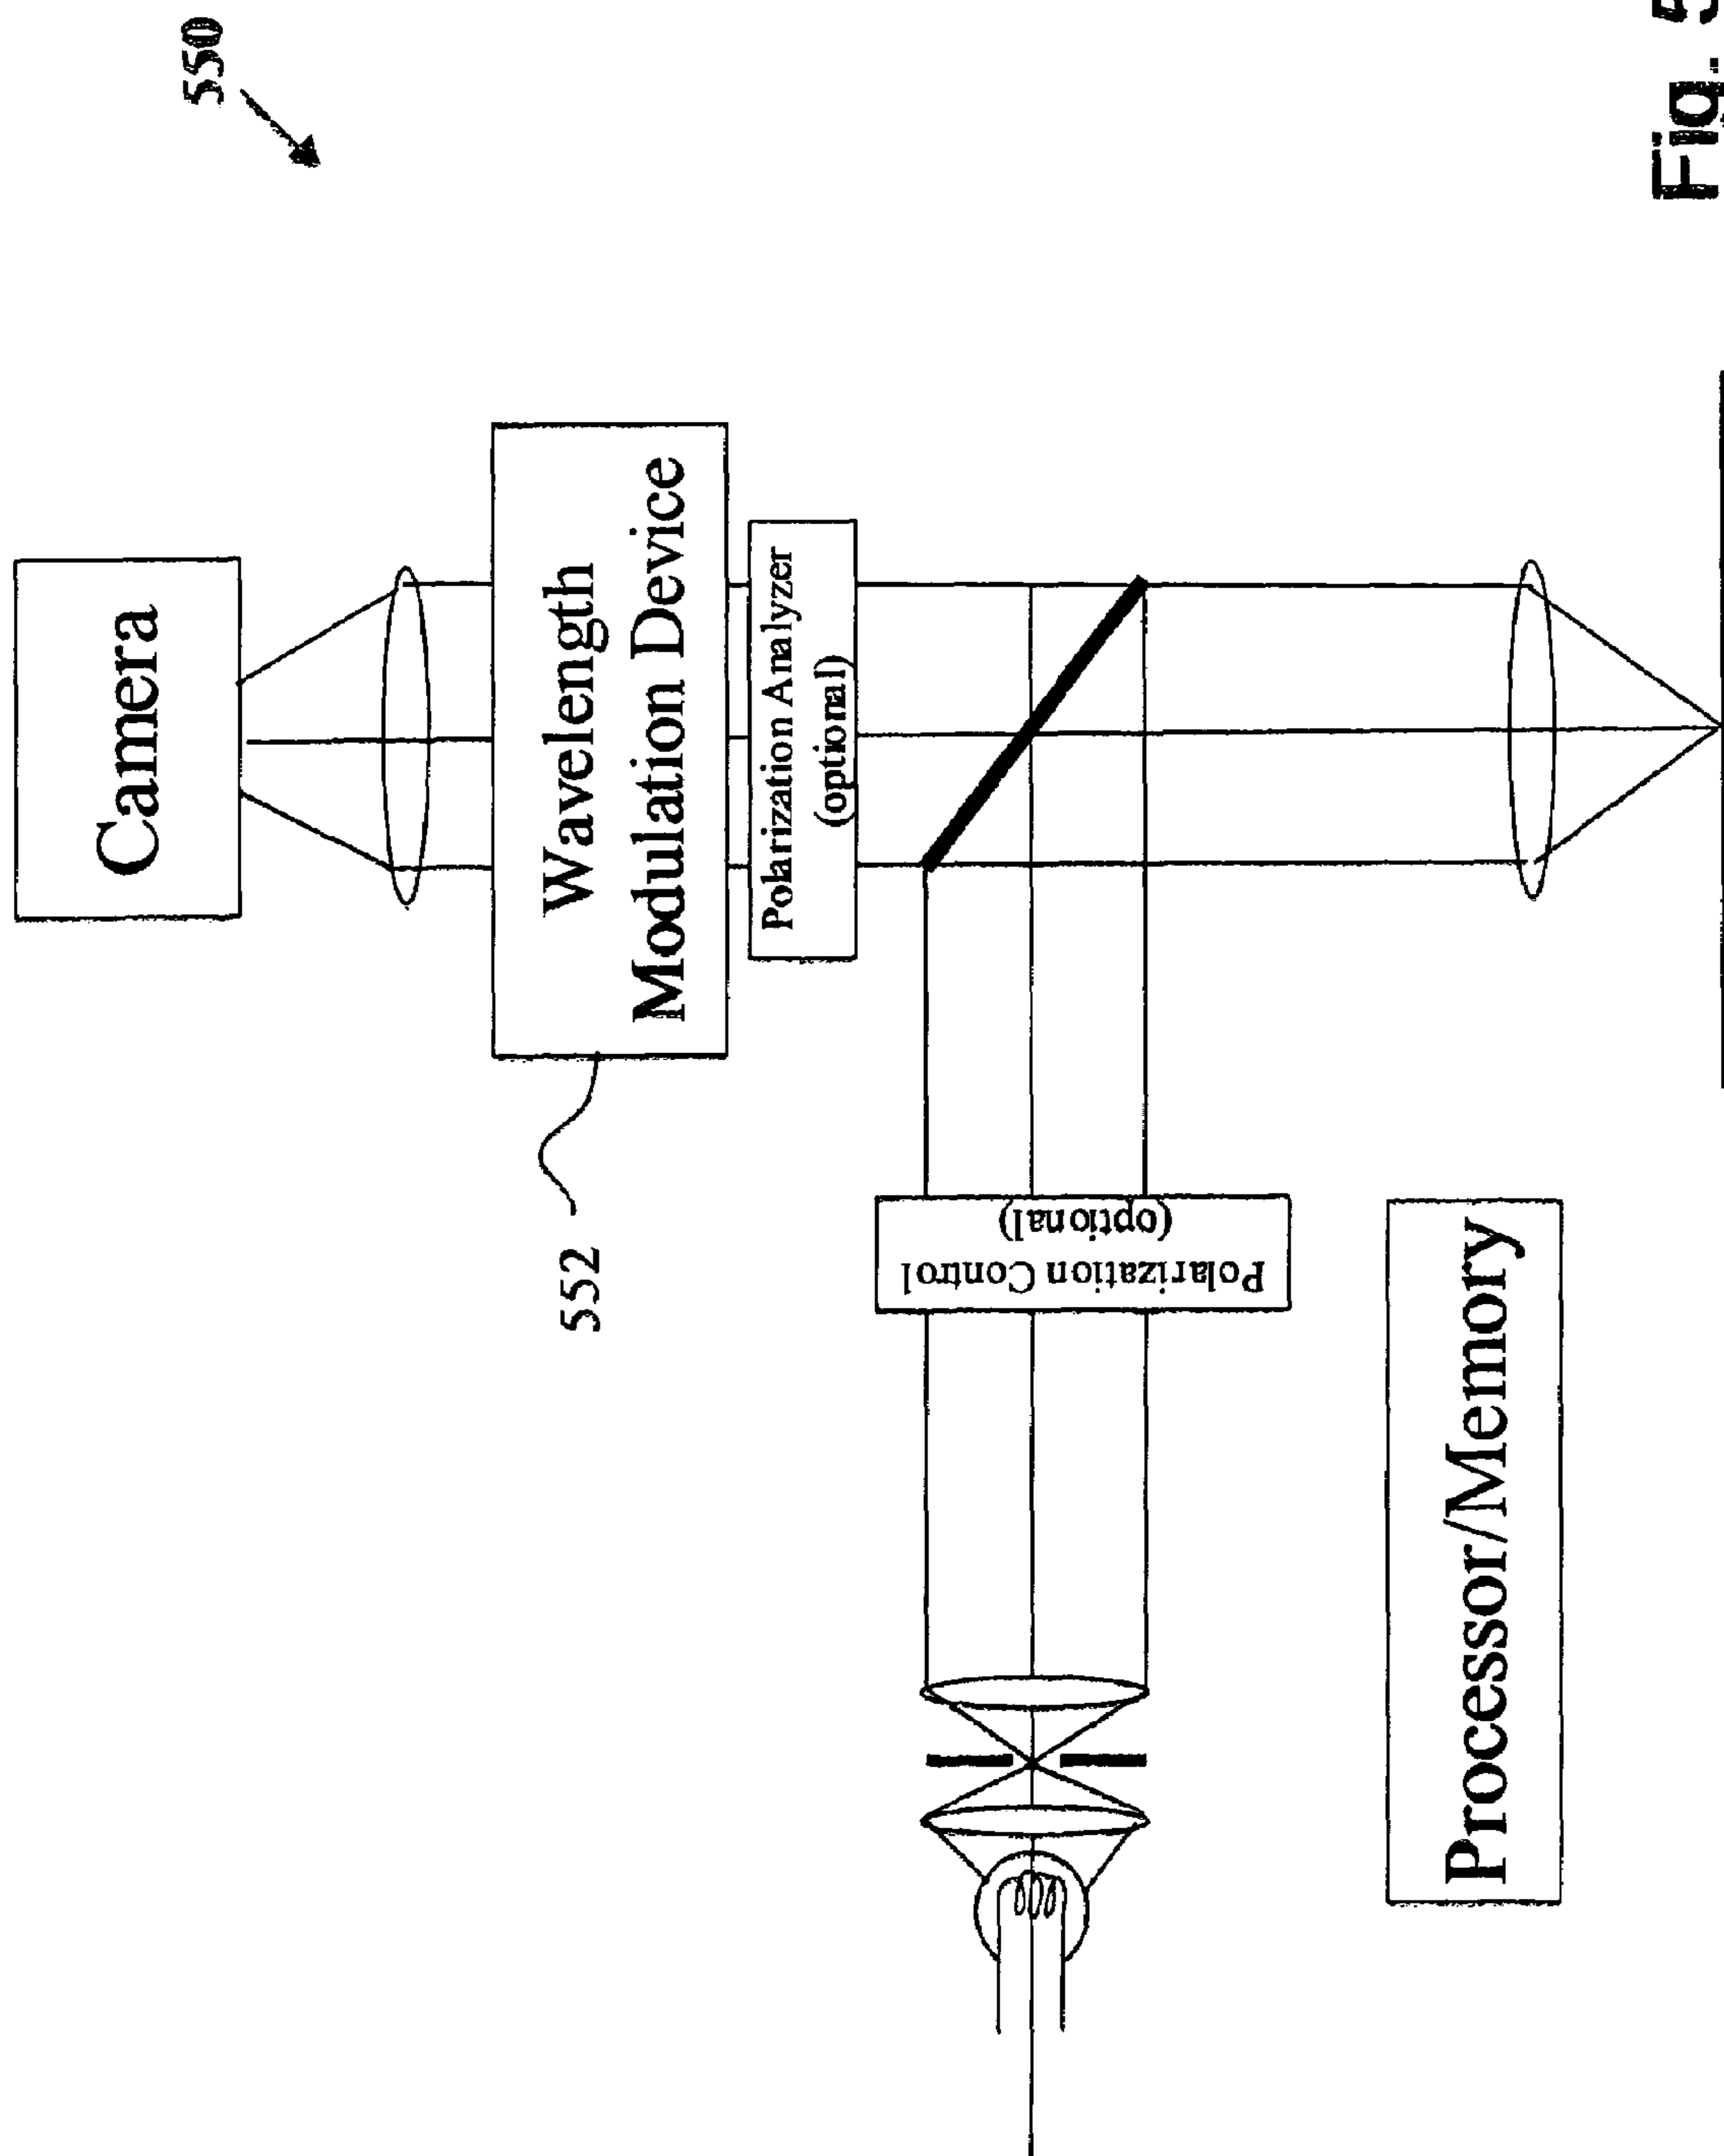 550
Camera
Wavelength
Modulation Device
Polarization Analyzer
(optional)
552
Polarization Control
(optional)
Processor/Memory
Fig. 5